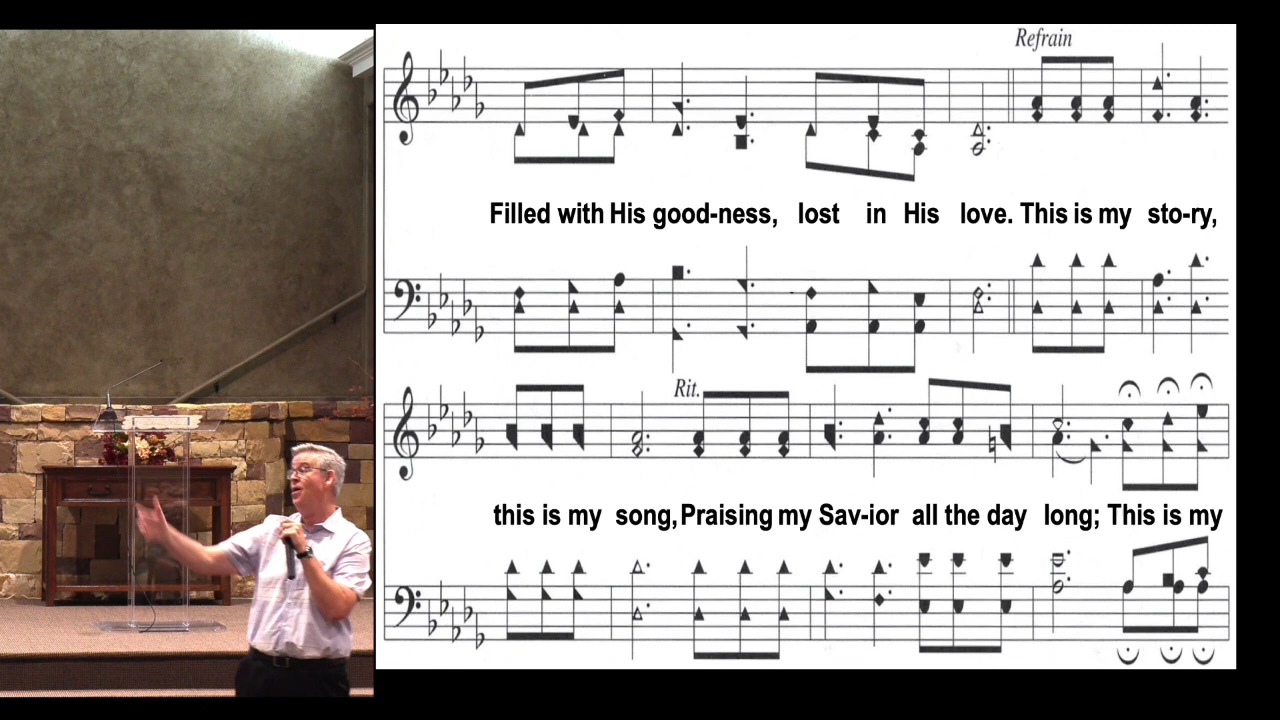 Refrain
Filled with His good-ness, lost in His love. This is my sto-ry,
Rit.
this is my song, Praising my Sav-ior all the day long; This is my